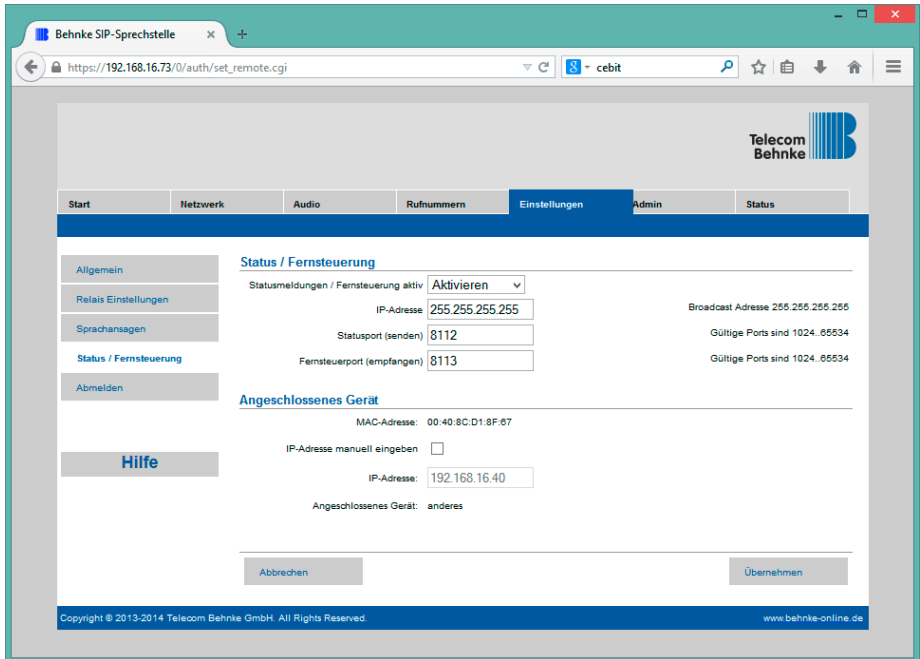 Behnke SIP-Sprechstelle
https://192.168.16.73/0/auth/set_remote.cgi
cebit
Telecom
Behnke
Start Netzwerk Audio Rufnummern Einstellungen Admin Status
Allgemein
Relais Einstellungen
Sprachansagen
Status / Fernsteuerung
Abmelden
Hilfe
Status / Fernsteuerung
Statusmeldungen / Fernsteuerung aktiv Aktivieren
IP-Adresse 255.255.255.255 Broadcast Adresse 255.255.255.255
Statusport (senden) 8112 Gültige Ports sind 1024..65534
Fernsteuerport (empfangen) 8113 Gültige Ports sind 1024..65534
Angeschlossenes Gerät
MAC-Adresse: 00:40:8C:D1:8F:67
IP-Adresse manuell eingeben
IP-Adresse: 192.168.16.40
Angeschlossenes Gerät: anderes
Abbrechen Übernehmen
Copyright © 2013-2014 Telecom Behnke GmbH. All Rights Reserved. www.behnke-online.de